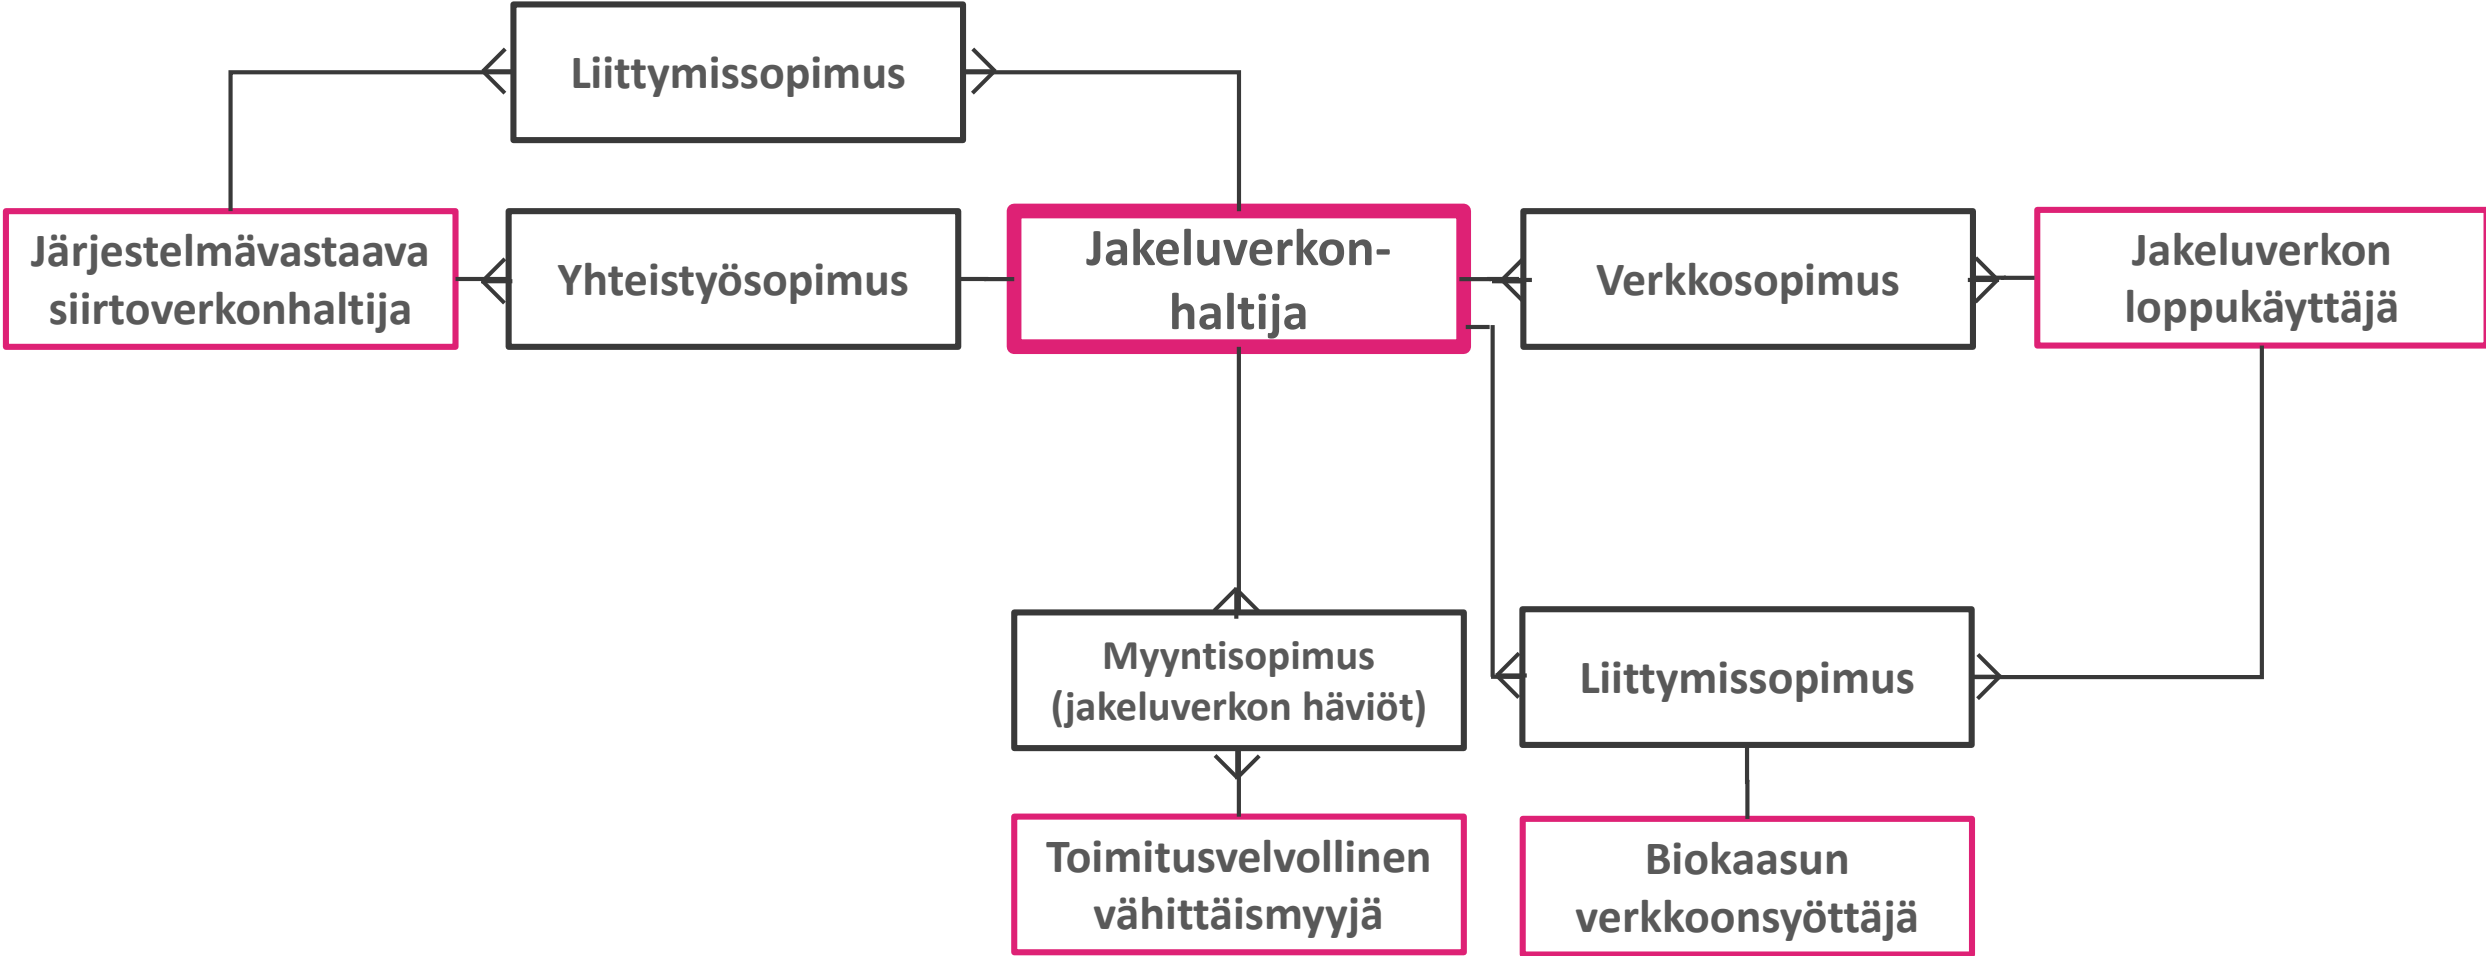 Liittymissopimus
Järjestelmävastaava
siirtoverkonhaltija
Yhteistyösopimus
Jakeluverkon-
haltija
Verkkosopimus
Jakeluverkon
loppukäyttäjä
Myyntisopimus
(jakeluverkon häviöt)
Liittymissopimus
Toimitusvelvollinen
vähittäismyyjä
Biokaasun
verkkoonsyöttäjä